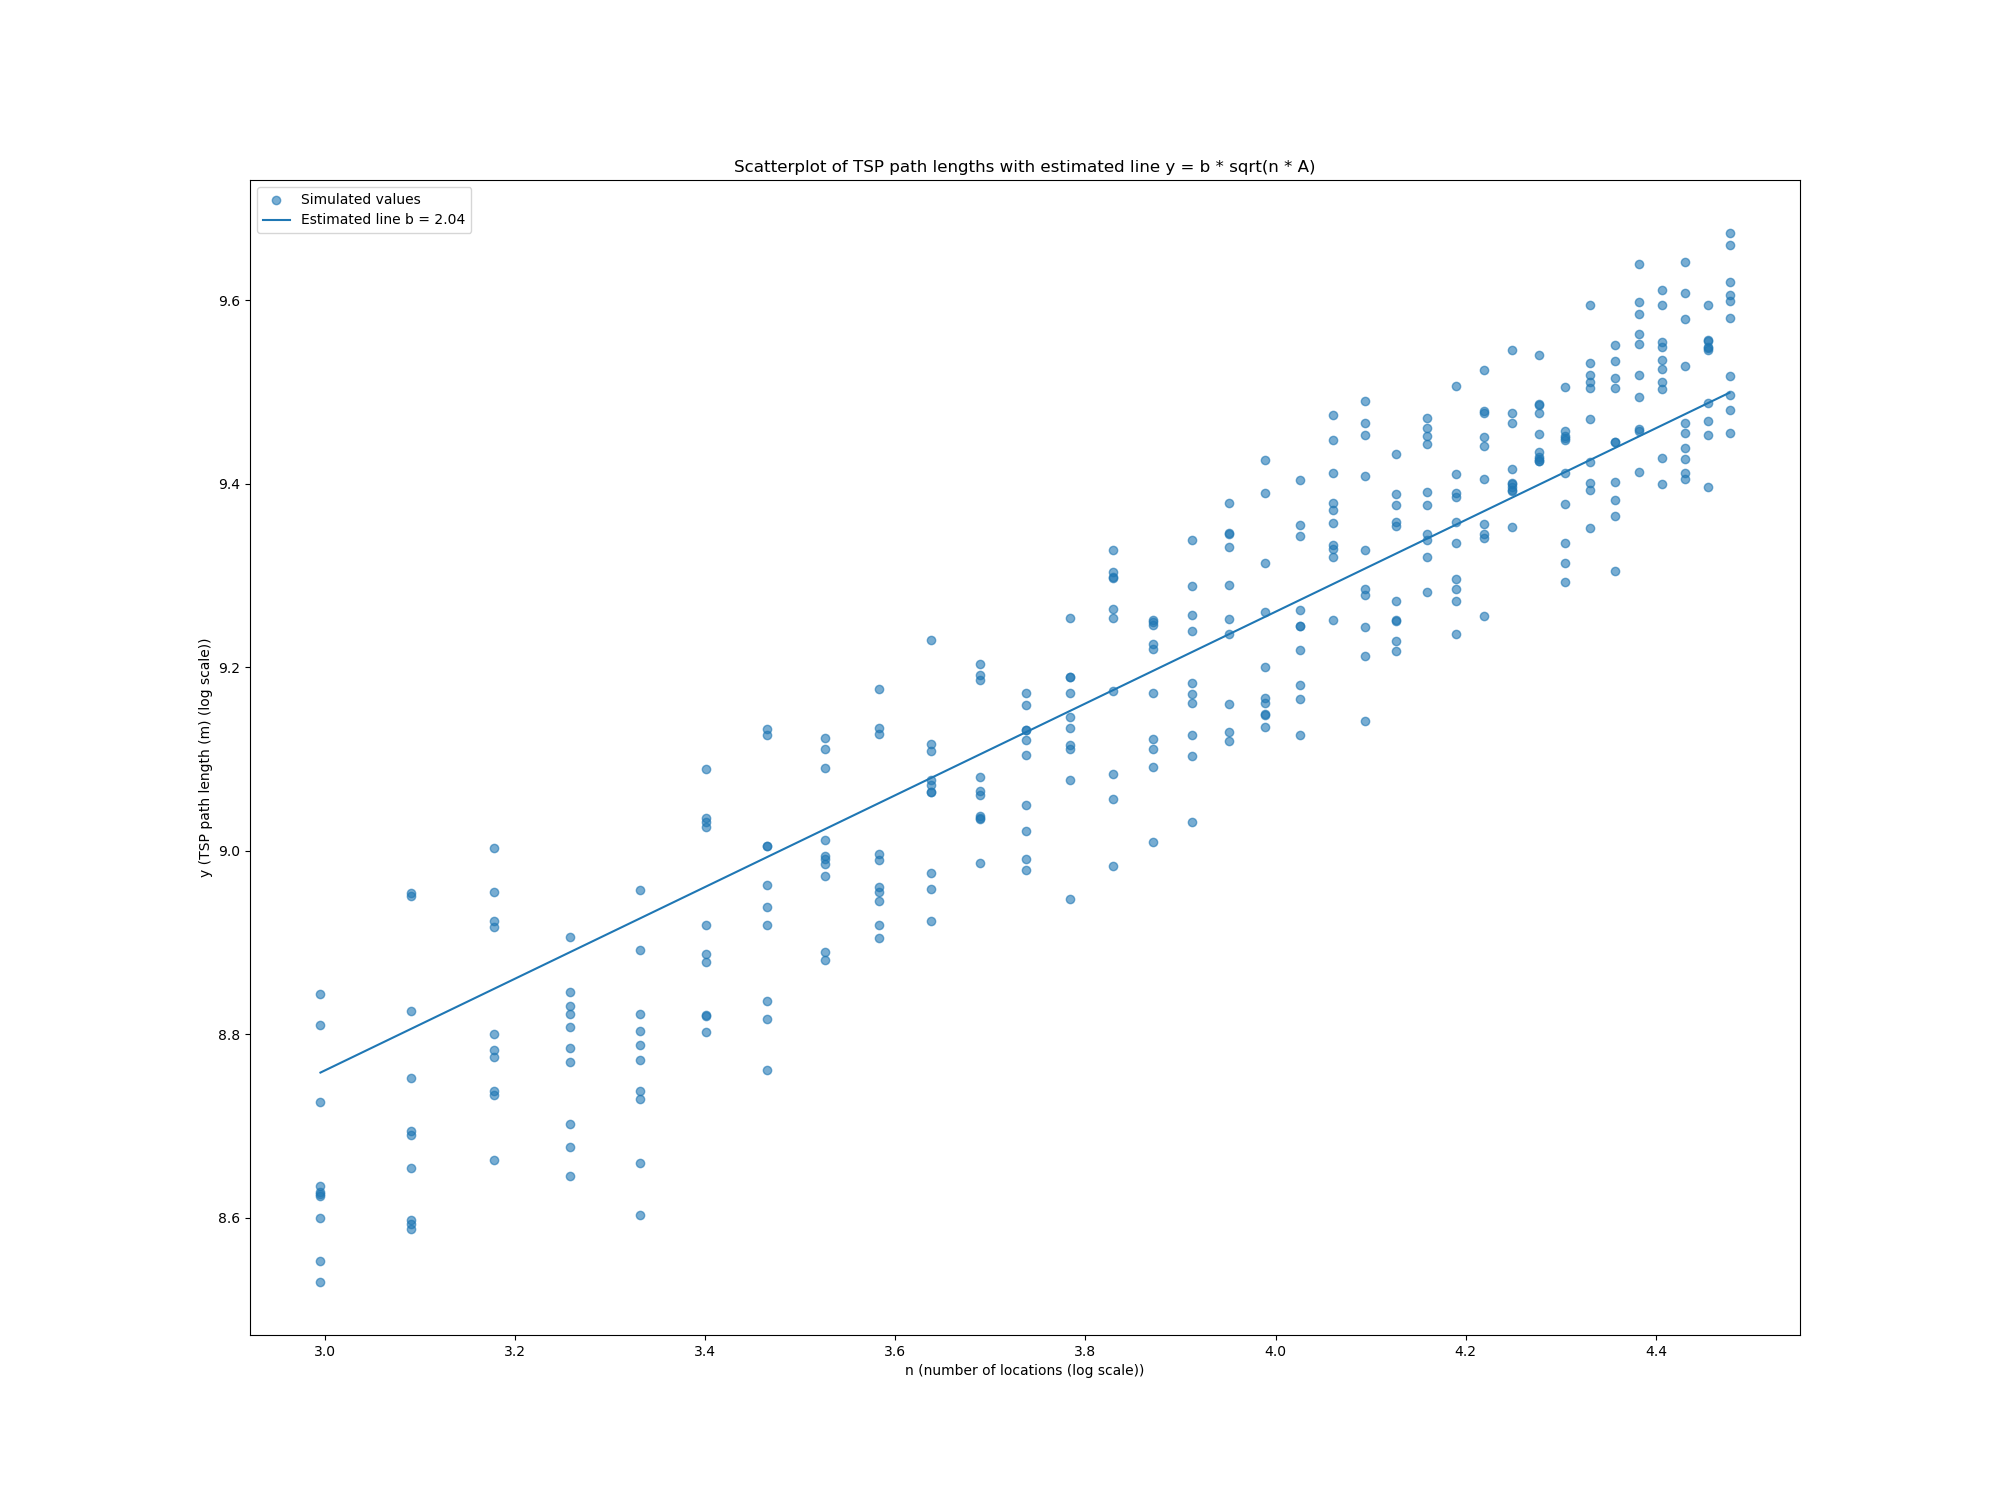 Scatterplot of TSP path lengths with estimated line y = b * sqrt(n * A)
Simulated values
Estimated line b = 2.04
9.6
9.4
9.2
9.0
8.8
8.6
y (TSP path length (m) (log scale))
3.0 3.2 3.4 3.6 3.8 4.0 4.2 4.4
n (number of locations (log scale))